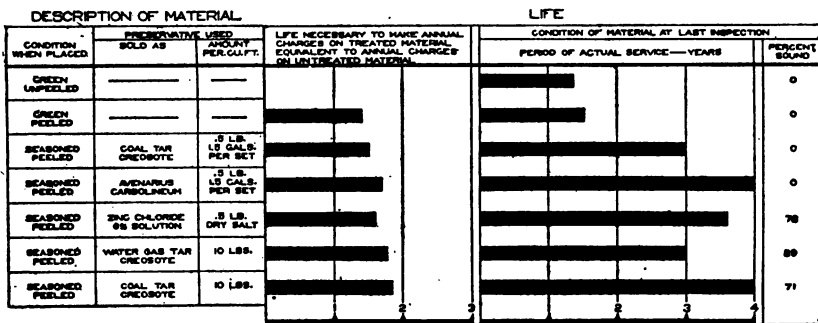 DESCRIPTION OF MATERIAL LIFE
CONDITION WHEN PLACED
PRESERVATIVE USED
SOLD AS
AMOUNT PER CU. FT.
LIFE NECESSARY TO MAKE ANNUAL
CHARGES ON TREATED MATERIAL
EQUIVALENT TO ANNUAL CHARGES
ON UNTREATED MATERIAL
CONDITION OF MATERIAL AT LAST INSPECTION
PERIOD OF ACTUAL SERVICE—YEARS
PERCENT SOUND
GREEN UNPEELED 0
GREEN PEELED 0
SEASONED PEELED COAL TAR CREOSOTE .5 LB. 1.5 GALS. PER SET 0
SEASONED PEELED AVENARIUS CARBOLINEUM .5 LB. 1.5 GALS. PER SET 0
SEASONED PEELED ZINC CHLORIDE 6% SOLUTION .5 LB. DRY SALT 78
SEASONED PEELED WATER GAS TAR CREOSOTE 10 LBS. 89
SEASONED PEELED COAL TAR CREOSOTE 10 LBS. 71
1 2 3 1 2 3 4